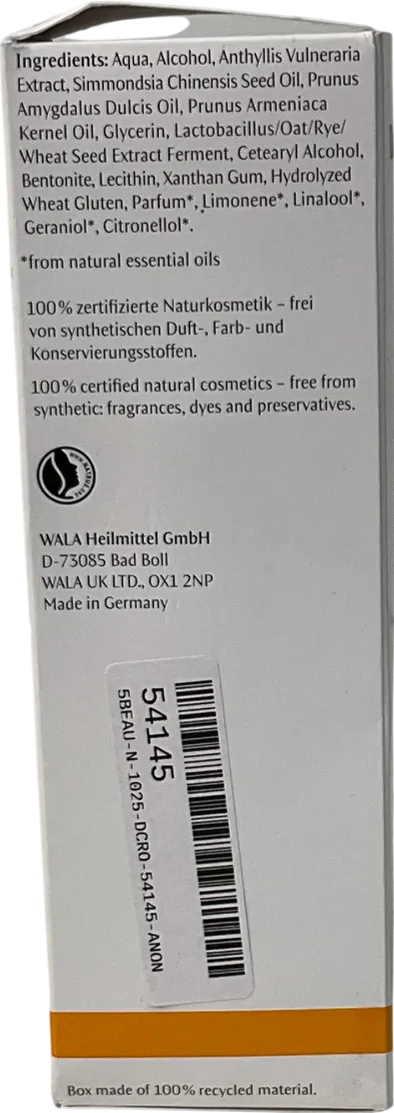 Ingredients: Aqua, Alcohol, Anthyllis Vulneraria
Extract, Simmondsia Chinensis Seed Oil, Prunus
Amygdalus Dulcis Oil, Prunus Armeniaca
Kernel Oil, Glycerin, Lactobacillus/Oat/Rye/
Wheat Seed Extract Ferment, Cetearyl Alcohol,
Bentonite, Lecithin, Xanthan Gum, Hydrolyzed
Wheat Gluten, Parfum*, Limonene*, Linalool*,
Geraniol*, Citronellol*.
*from natural essential oils
100% zertifizierte Naturkosmetik – frei
von synthetischen Duft-, Farb- und
Konservierungsstoffen.
100% certified natural cosmetics – free from
synthetic: fragrances, dyes and preservatives.
WWW.NATRUE.ORG
WALA Heilmittel GmbH
D-73085 Bad Boll
WALA UK LTD., OX1 2NP
Made in Germany
54145
5BEAU-N-1025-DCRO-54145-ANON
Box made of 100% recycled material.